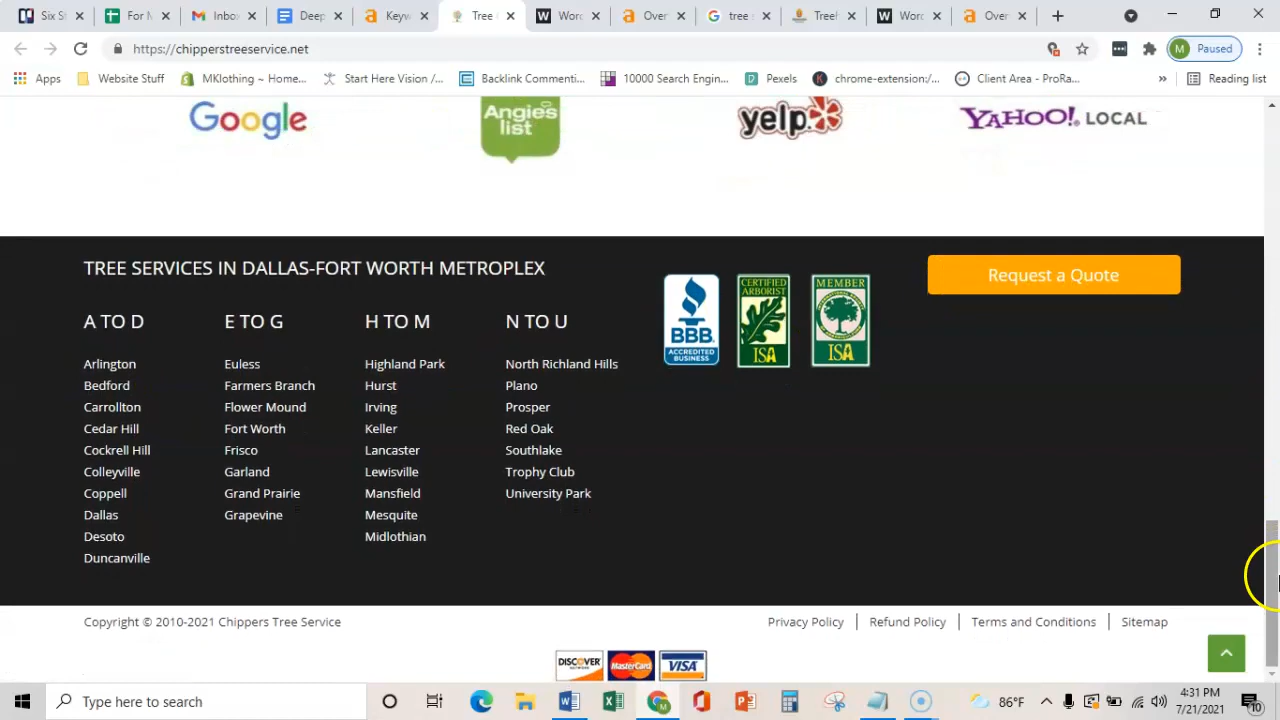 Six St
For M
Inbox
Deep
Keyw
Tree
Word
Over
tree s
TreeF
Word
Over
https://chipperstreeservice.net
M Paused
Apps
Website Stuff
MKlothing ~ Home...
Start Here Vision /...
Backlink Commenti...
10000 Search Engin...
Pexels
chrome-extension:/...
Client Area - ProRa...
»
Reading list
Google
Angie's list
yelp
YAHOO! LOCAL
TREE SERVICES IN DALLAS-FORT WORTH METROPLEX
A TO D
Arlington
Bedford
Carrollton
Cedar Hill
Cockrell Hill
Colleyville
Coppell
Dallas
Desoto
Duncanville
E TO G
Euless
Farmers Branch
Flower Mound
Fort Worth
Frisco
Garland
Grand Prairie
Grapevine
H TO M
Highland Park
Hurst
Irving
Keller
Lancaster
Lewisville
Mansfield
Mesquite
Midlothian
N TO U
North Richland Hills
Plano
Prosper
Red Oak
Southlake
Trophy Club
University Park
BBB.
ACCREDITED
BUSINESS
CERTIFIED
ARBORIST
ISA
MEMBER
ISA
Request a Quote
Copyright © 2010-2021 Chippers Tree Service
Privacy Policy | Refund Policy | Terms and Conditions | Sitemap
DISCOVER
MasterCard
VISA
Type here to search
86°F
4:31 PM
7/21/2021
10